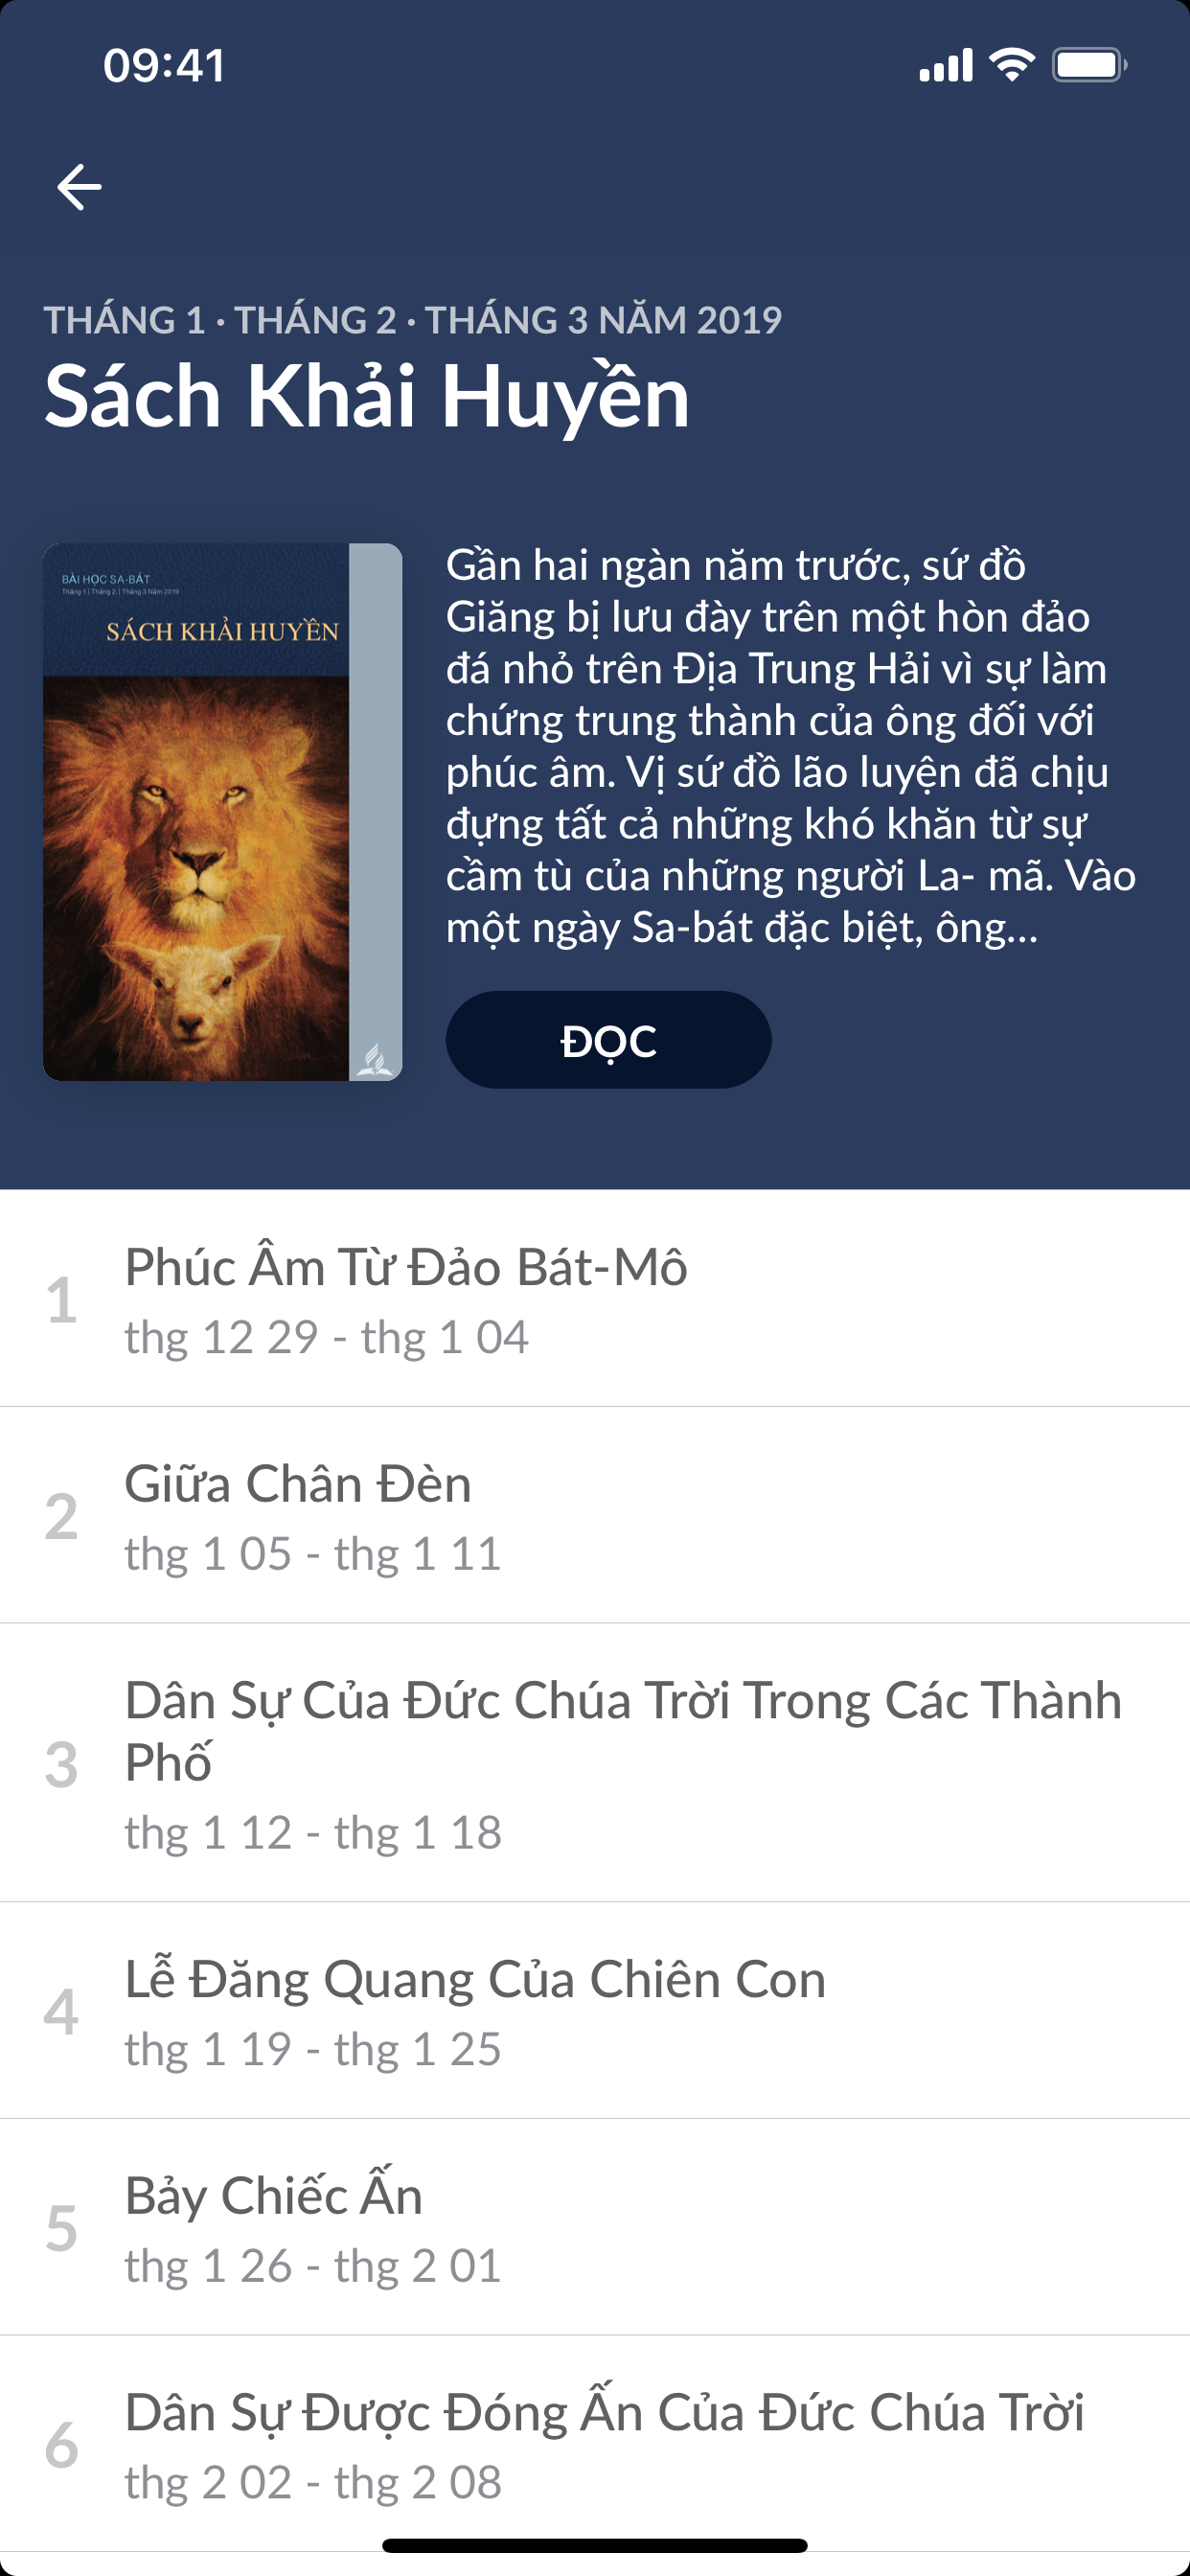 09:41
THÁNG 1 · THÁNG 2 · THÁNG 3 NĂM 2019
Sách Khải Huyền
BÀI HỌC SA-BÁT
Tháng 1 | Tháng 2, | Tháng 3 Năm 2019
SÁCH KHẢI HUYỀN
Gần hai ngàn năm trước, sứ đồ
Giăng bị lưu đày trên một hòn đảo
đá nhỏ trên Địa Trung Hải vì sự làm
chứng trung thành của ông đối với
phúc âm. Vị sứ đồ lão luyện đã chịu
đựng tất cả những khó khăn từ sự
cầm tù của những người La- mã. Vào
một ngày Sa-bát đặc biệt, ông...
ĐỌC
1
Phúc Âm Từ Đảo Bát-Mô
thg 12 29 - thg 1 04
2
Giữa Chân Đèn
thg 1 05 - thg 1 11
3
Dân Sự Của Đức Chúa Trời Trong Các Thành
Phố
thg 1 12 - thg 1 18
4
Lễ Đăng Quang Của Chiên Con
thg 1 19 - thg 1 25
5
Bảy Chiếc Ấn
thg 1 26 - thg 2 01
6
Dân Sự Được Đóng Ấn Của Đức Chúa Trời
thg 2 02 - thg 2 08